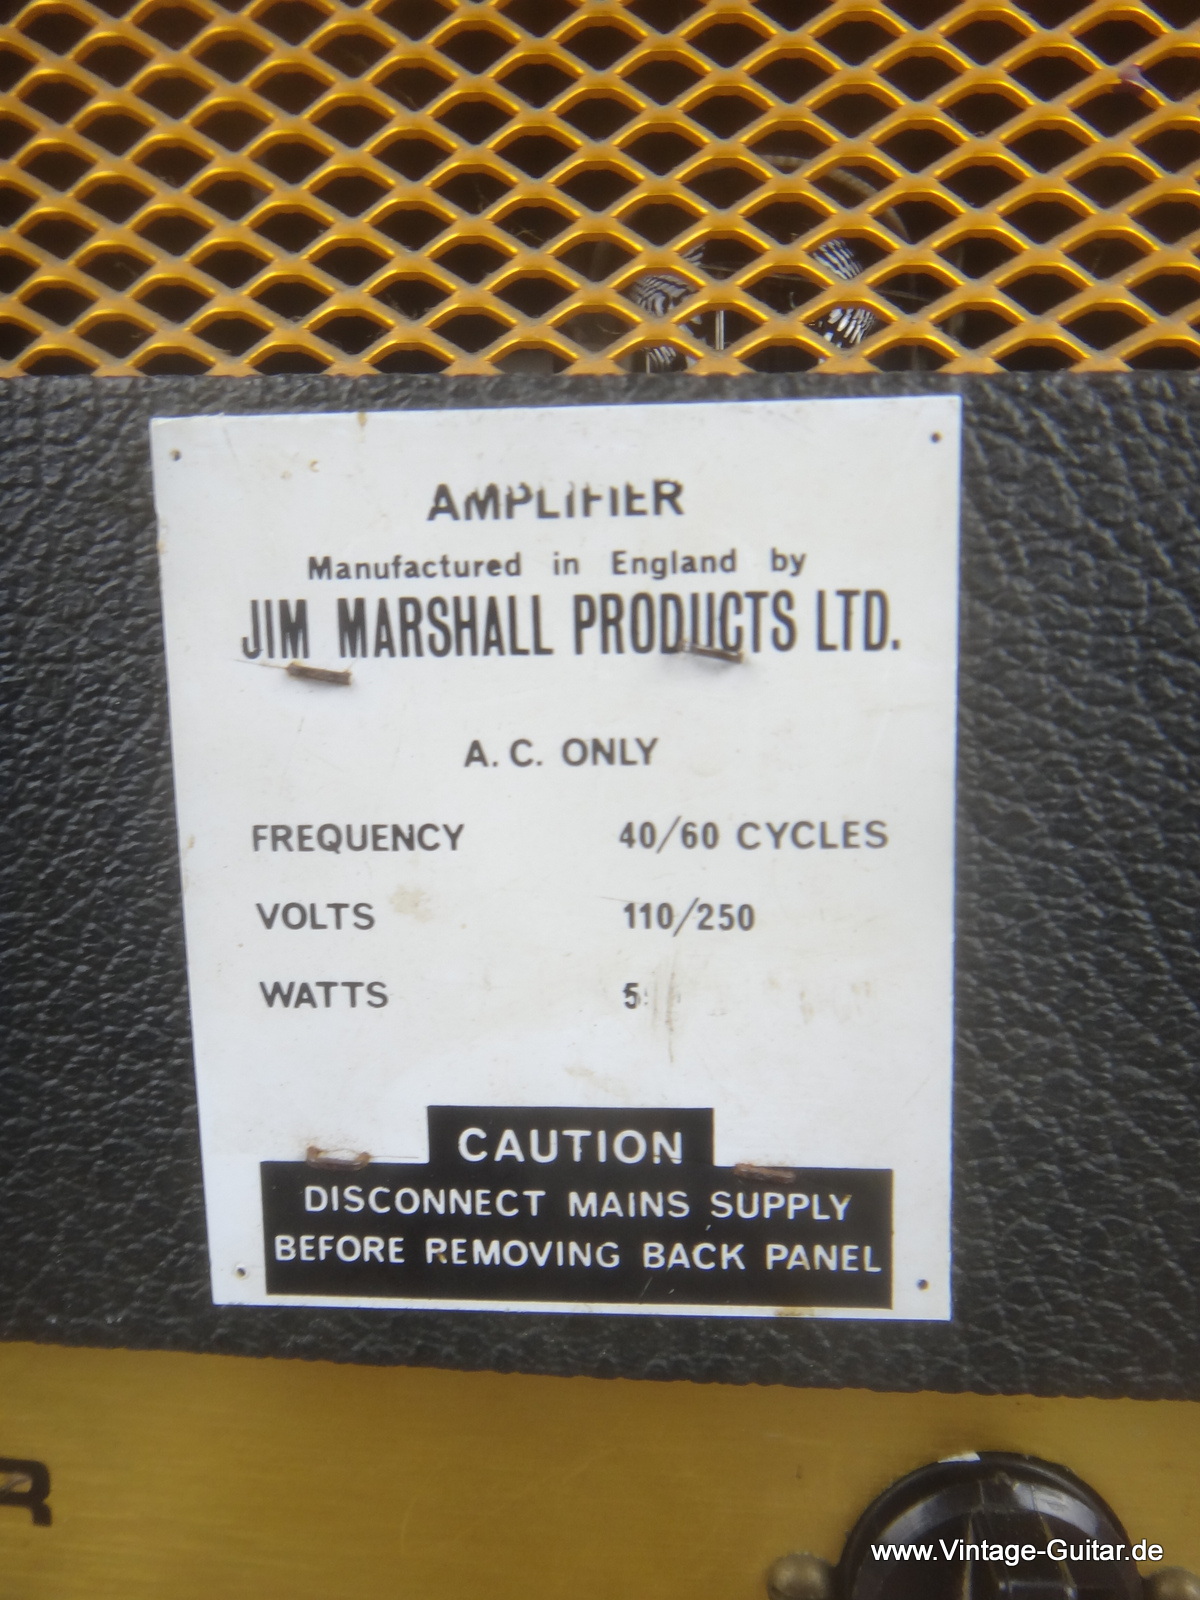 AMPLIFIER
Manufactured in England by
JIM MARSHALL PRODUCTS LTD.
A. C. ONLY
FREQUENCY 40/60 CYCLES
VOLTS 110/250
WATTS
CAUTION
DISCONNECT MAINS SUPPLY
BEFORE REMOVING BACK PANEL
www.Vintage-Guitar.de